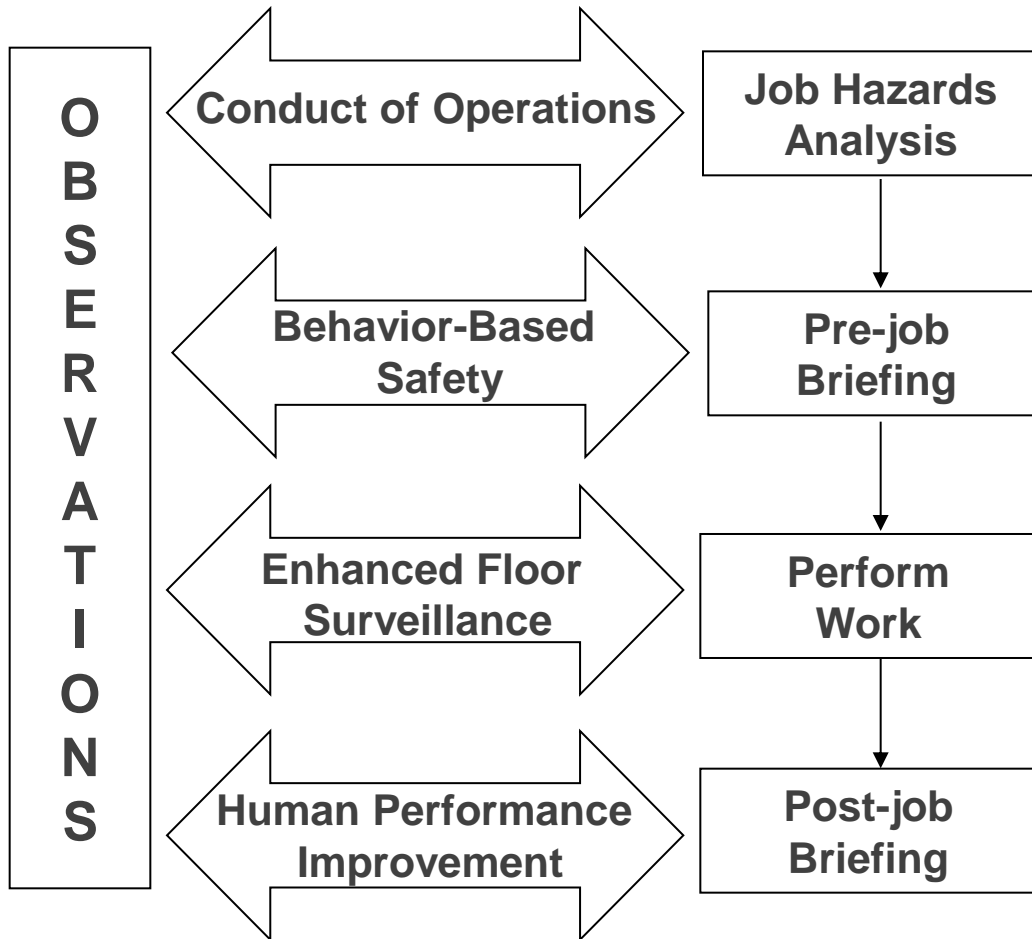 OBSERVATIONS
Conduct of Operations
Job Hazards
Analysis
Behavior-Based
Safety
Pre-job
Briefing
Enhanced Floor
Surveillance
Perform
Work
Human Performance
Improvement
Post-job
Briefing